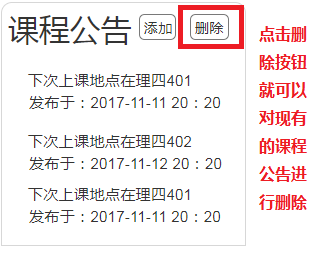 课程公告 添加 删除
下次上课地点在理四401
发布于：2017-11-11 20：20
下次上课地点在理四402
发布于：2017-11-12 20：20
下次上课地点在理四401
发布于：2017-11-11 20：20
点击删
除按钮
就可以
对现有
的课程
公告进
行删除